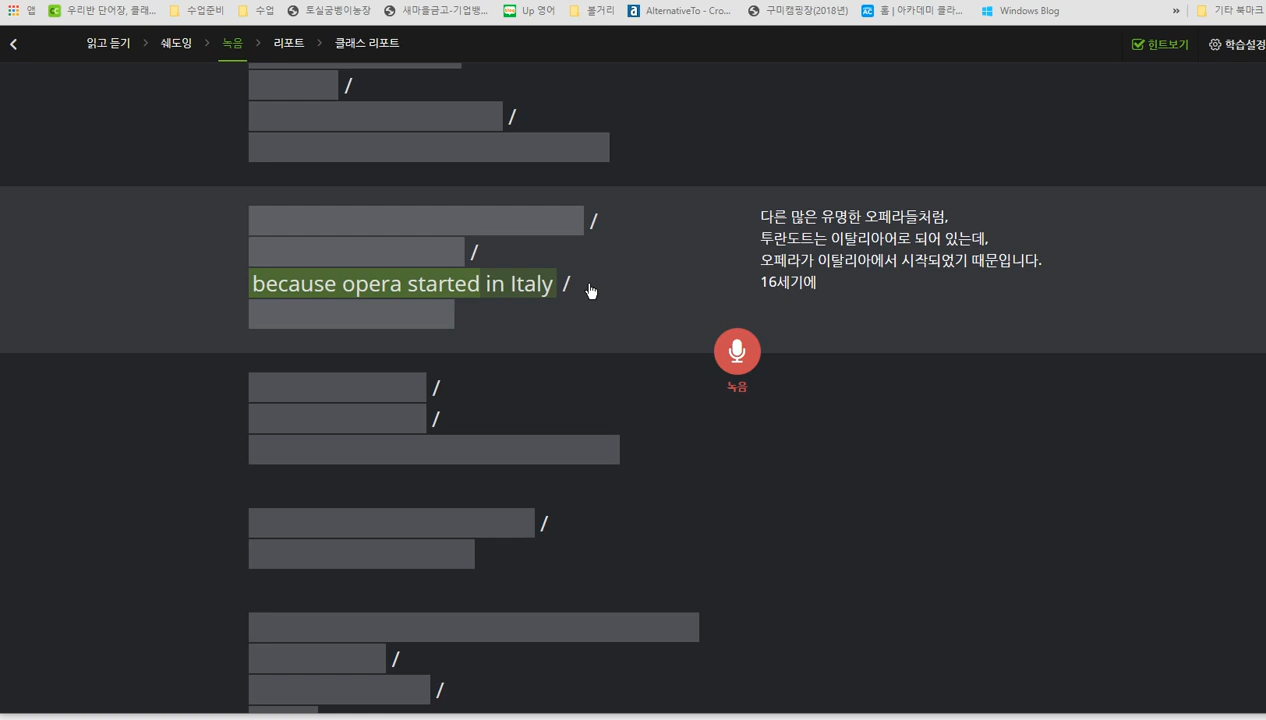 앱 우리반 단어장, 클래... 수업준비 수업 토실굼벵이농장 새마을금고-기업뱅... Up 영어 볼거리 AlternativeTo - Cro... 구미캠핑장(2018년) 홈 | 아카데미 클라... Windows Blog » 기타 북마크
읽고 듣기 > 쉐도잉 > 녹음 > 리포트 > 클래스 리포트 힌트보기 학습설정
/
/
/
/
because opera started in Italy /
다른 많은 유명한 오페라들처럼,
투란도트는 이탈리아어로 되어 있는데,
오페라가 이탈리아에서 시작되었기 때문입니다.
16세기에
녹음
/
/
/
/
/